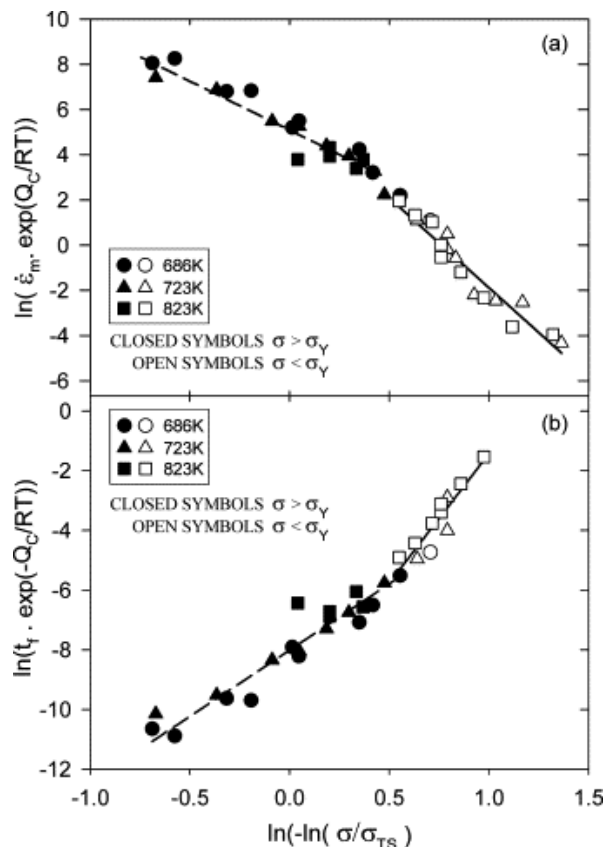 10
(a)
8
6
4
2
0
-2
-4
-6
ln(ε̇m. exp(QC/RT))
686K
723K
823K
CLOSED SYMBOLS σ > σY
OPEN SYMBOLS σ < σY
0
(b)
-2
-4
-6
-8
-10
-12
ln(tf . exp(-QC/RT))
686K
723K
823K
CLOSED SYMBOLS σ > σY
OPEN SYMBOLS σ < σY
-1.0 -0.5 0.0 0.5 1.0 1.5
ln(-ln( σ/σTS )